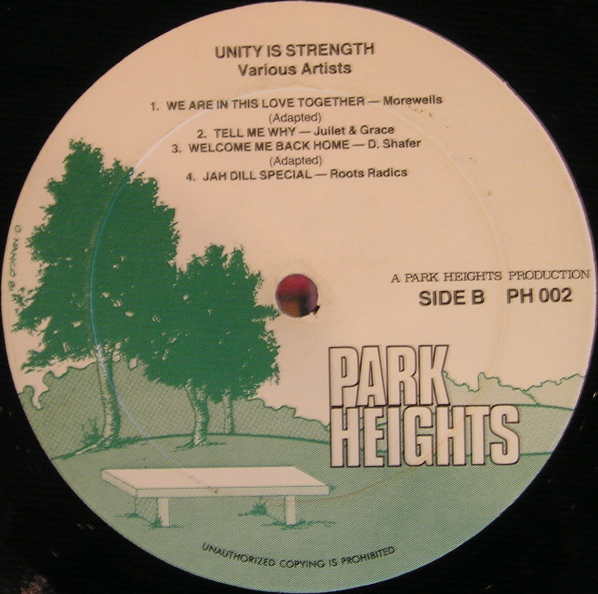 UNITY IS STRENGTH
Various Artists
1. WE ARE IN THIS LOVE TOGETHER — Morewells
(Adapted)
2. TELL ME WHY — Juilet & Grace
3. WELCOME ME BACK HOME — D. Shafer
(Adapted)
4. JAH DILL SPECIAL — Roots Radics
A PARK HEIGHTS PRODUCTION
SIDE B PH 002
PARK
HEIGHTS
UNAUTHORIZED COPYING IS PROHIBITED